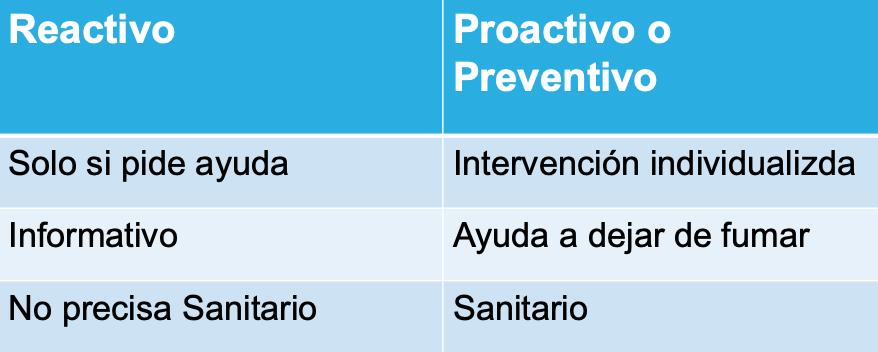 Reactivo
Proactivo o
Preventivo
Solo si pide ayuda
Intervención individualizda
Informativo
Ayuda a dejar de fumar
No precisa Sanitario
Sanitario